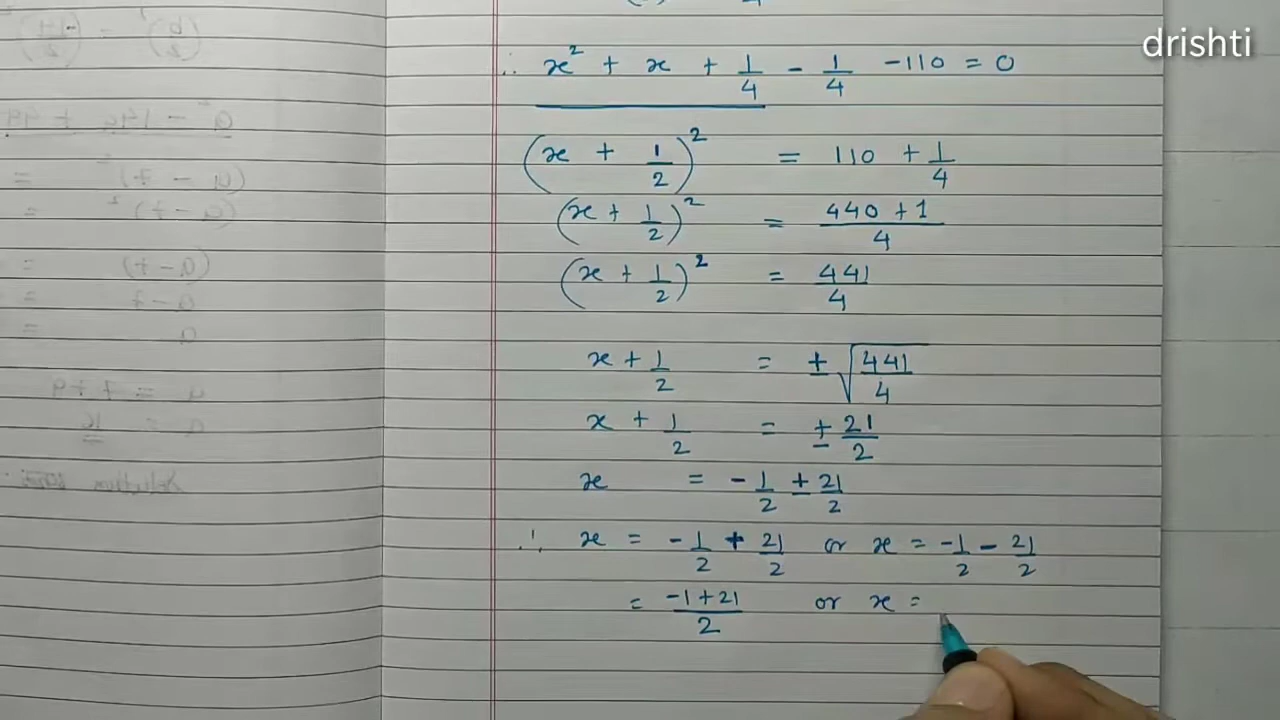 drishti
∴ x² + x + 1/4 - 1/4 -110 = 0
(x + 1/2)² = 110 + 1/4
(x + 1/2)² = 440 + 1/4
(x + 1/2)² = 441/4
x + 1/2 = ± √441/4
x + 1/2 = ± 21/2
x = - 1/2 ± 21/2
∴ x = - 1/2 + 21/2 or x = - 1/2 - 21/2
= -1 + 21/2 or x =